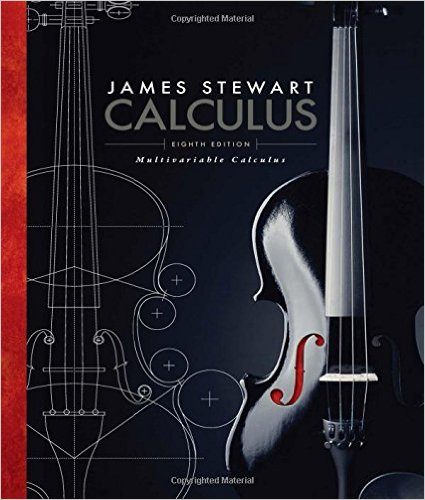 Copyrighted Material
JAMES STEWART
CALCULUS
EIGHTH EDITION
Multivariable Calculus
Copyrighted Material